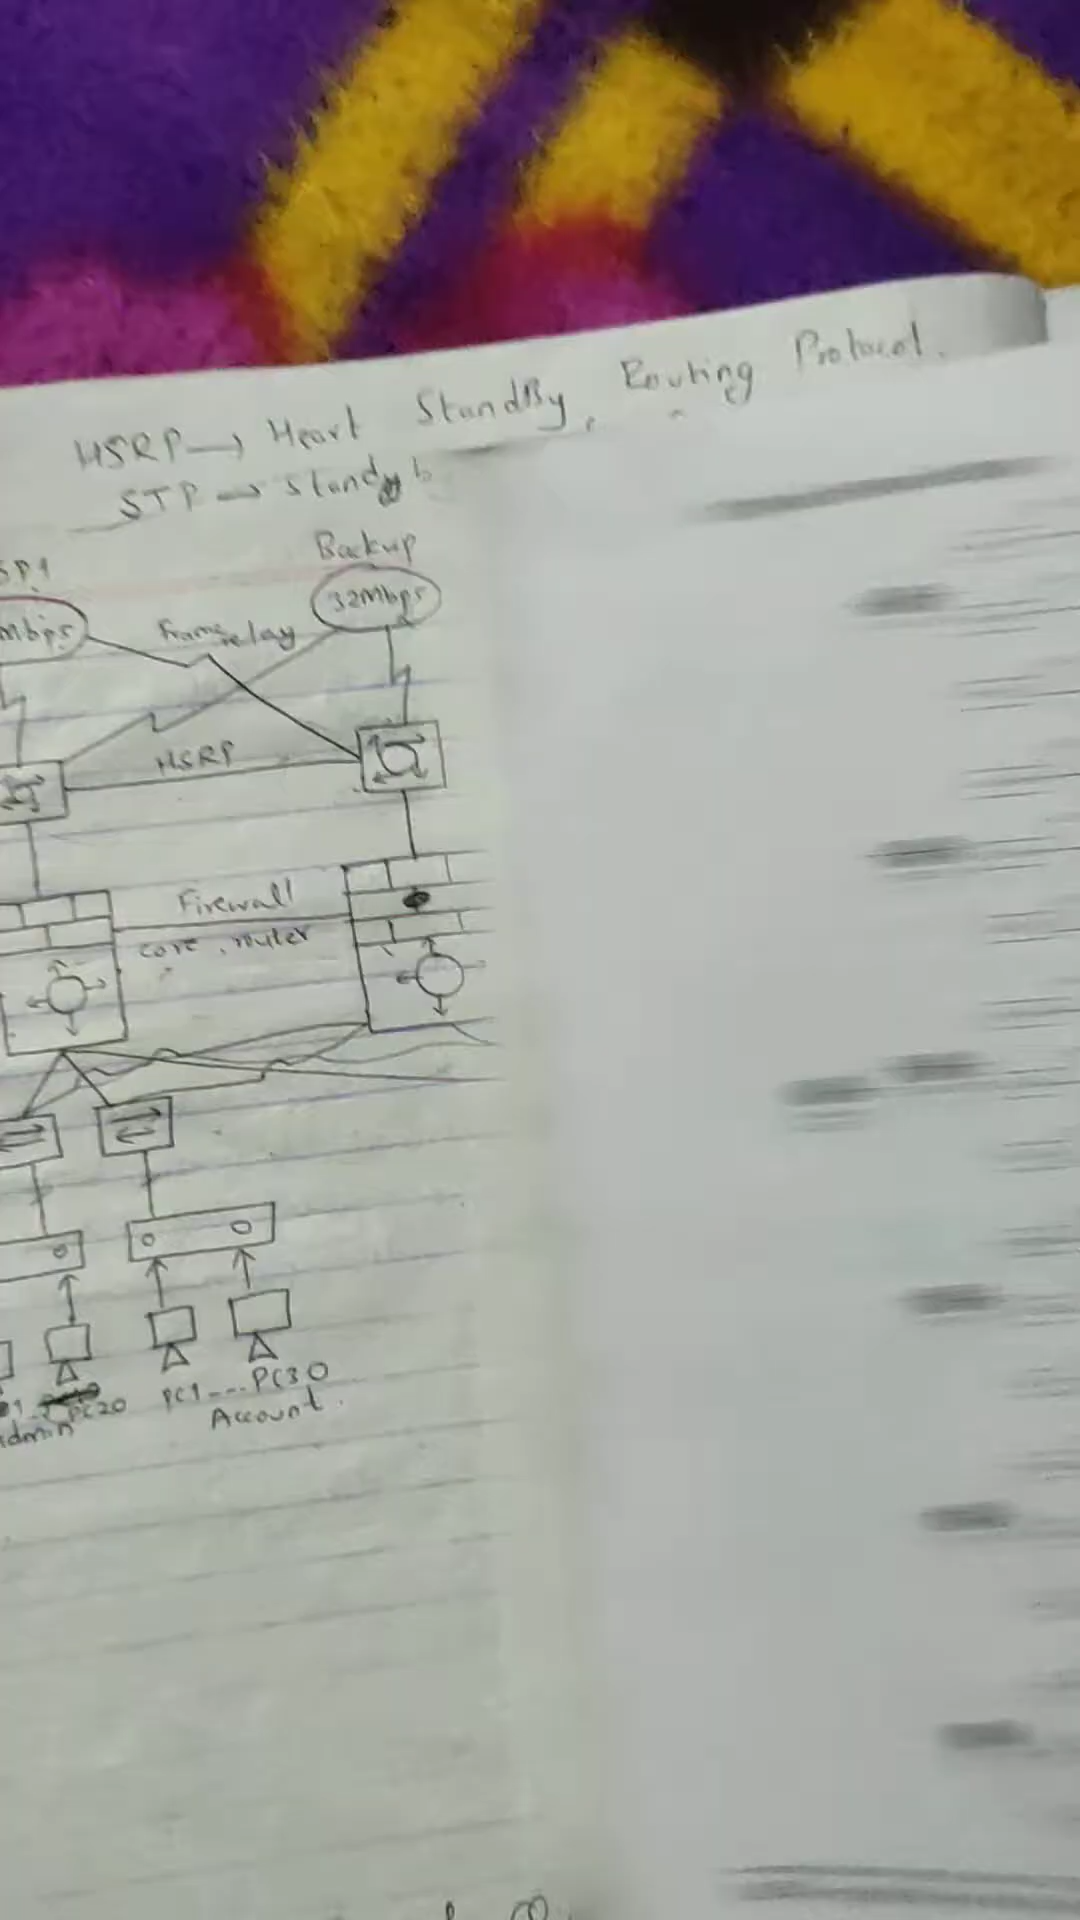 HSRP → Heart StandBy Routing Protocol.
STP → Standy b
SP1
Backup
Mbps
32Mbps
Frame relay
HSRP
Firewall
core router
PC20
PC1 ... PC30
Admin
Account.